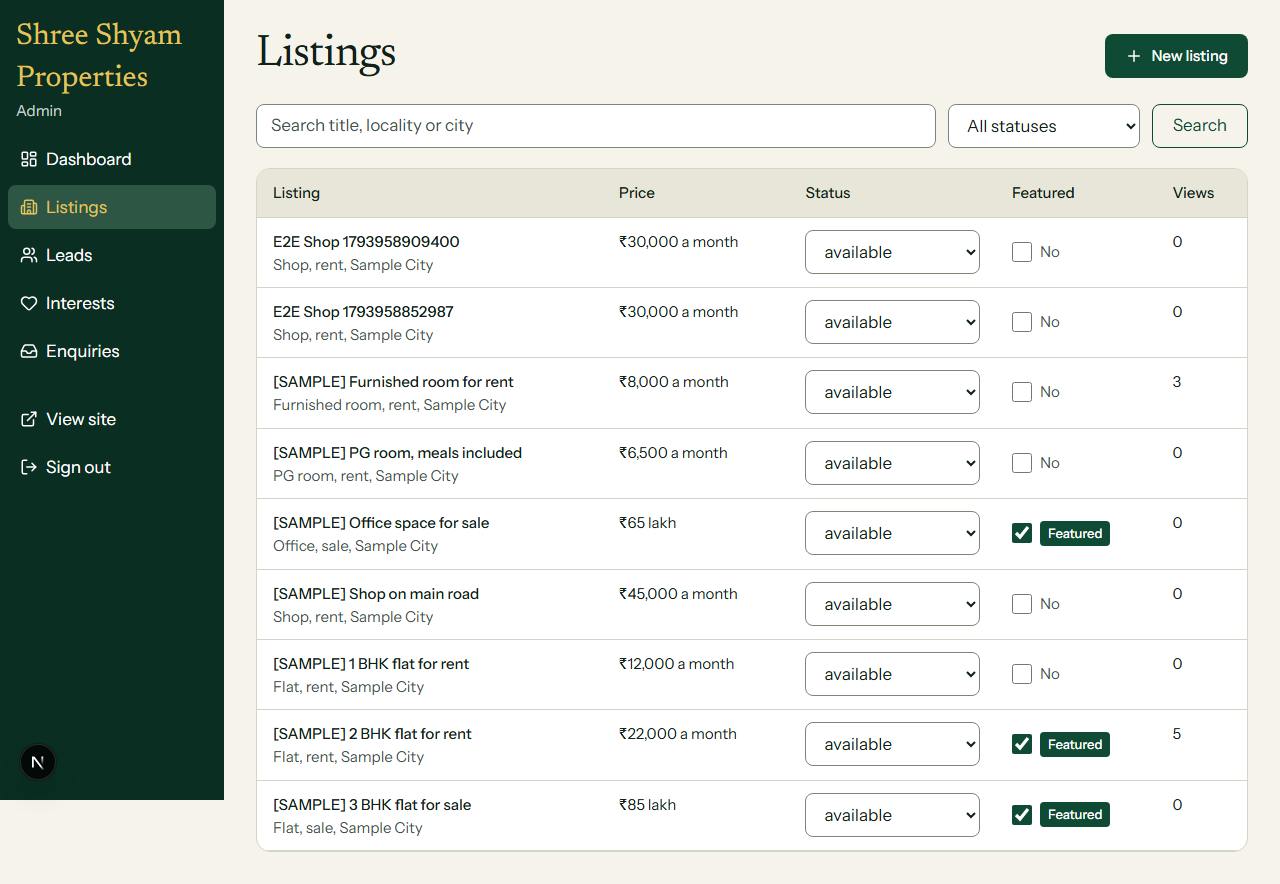 Shree Shyam
Properties
Admin
Dashboard
Listings
Leads
Interests
Enquiries
View site
Sign out
N
Listings
New listing
Search title, locality or city
All statuses
Search
Listing Price Status Featured Views
E2E Shop 1793958909400 ₹30,000 a month available No 0
Shop, rent, Sample City
E2E Shop 1793958852987 ₹30,000 a month available No 0
Shop, rent, Sample City
[SAMPLE] Furnished room for rent ₹8,000 a month available No 3
Furnished room, rent, Sample City
[SAMPLE] PG room, meals included ₹6,500 a month available No 0
PG room, rent, Sample City
[SAMPLE] Office space for sale ₹65 lakh available Featured 0
Office, sale, Sample City
[SAMPLE] Shop on main road ₹45,000 a month available No 0
Shop, rent, Sample City
[SAMPLE] 1 BHK flat for rent ₹12,000 a month available No 0
Flat, rent, Sample City
[SAMPLE] 2 BHK flat for rent ₹22,000 a month available Featured 5
Flat, rent, Sample City
[SAMPLE] 3 BHK flat for sale ₹85 lakh available Featured 0
Flat, sale, Sample City